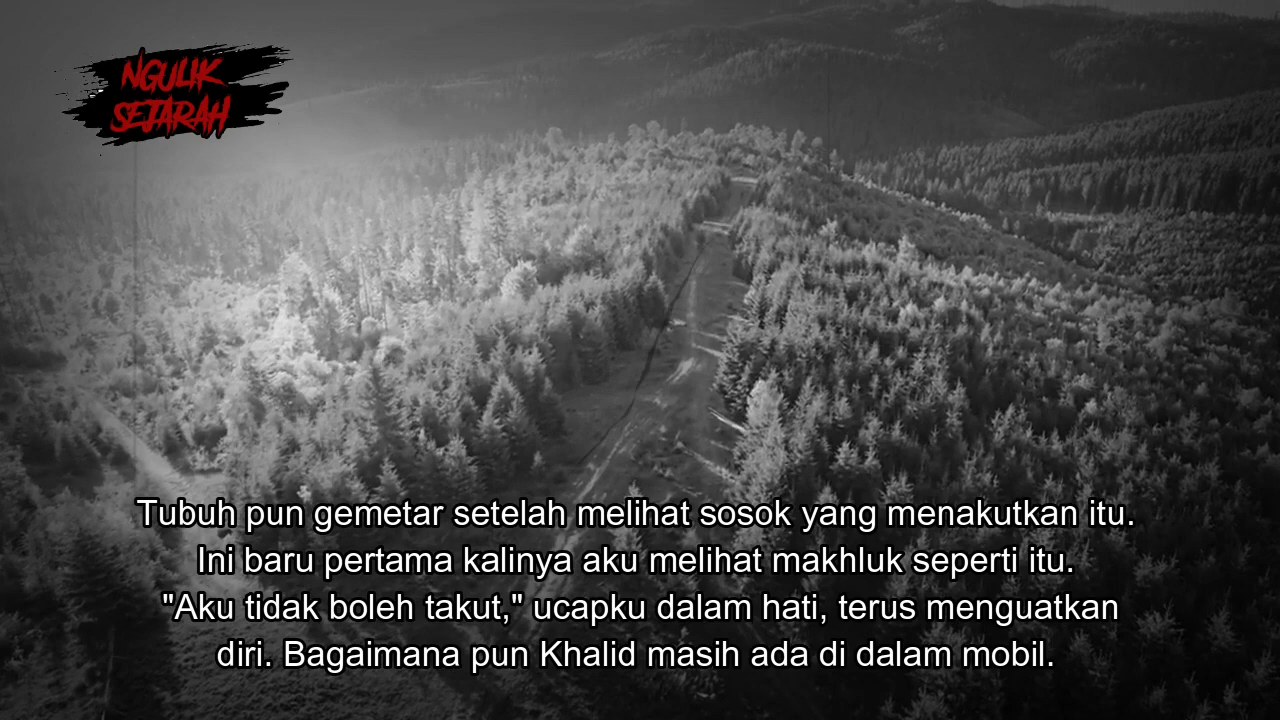 NGULIK
SEJARAH
Tubuh pun gemetar setelah melihat sosok yang menakutkan itu.
Ini baru pertama kalinya aku melihat makhluk seperti itu.
"Aku tidak boleh takut," ucapku dalam hati, terus menguatkan
diri. Bagaimana pun Khalid masih ada di dalam mobil.